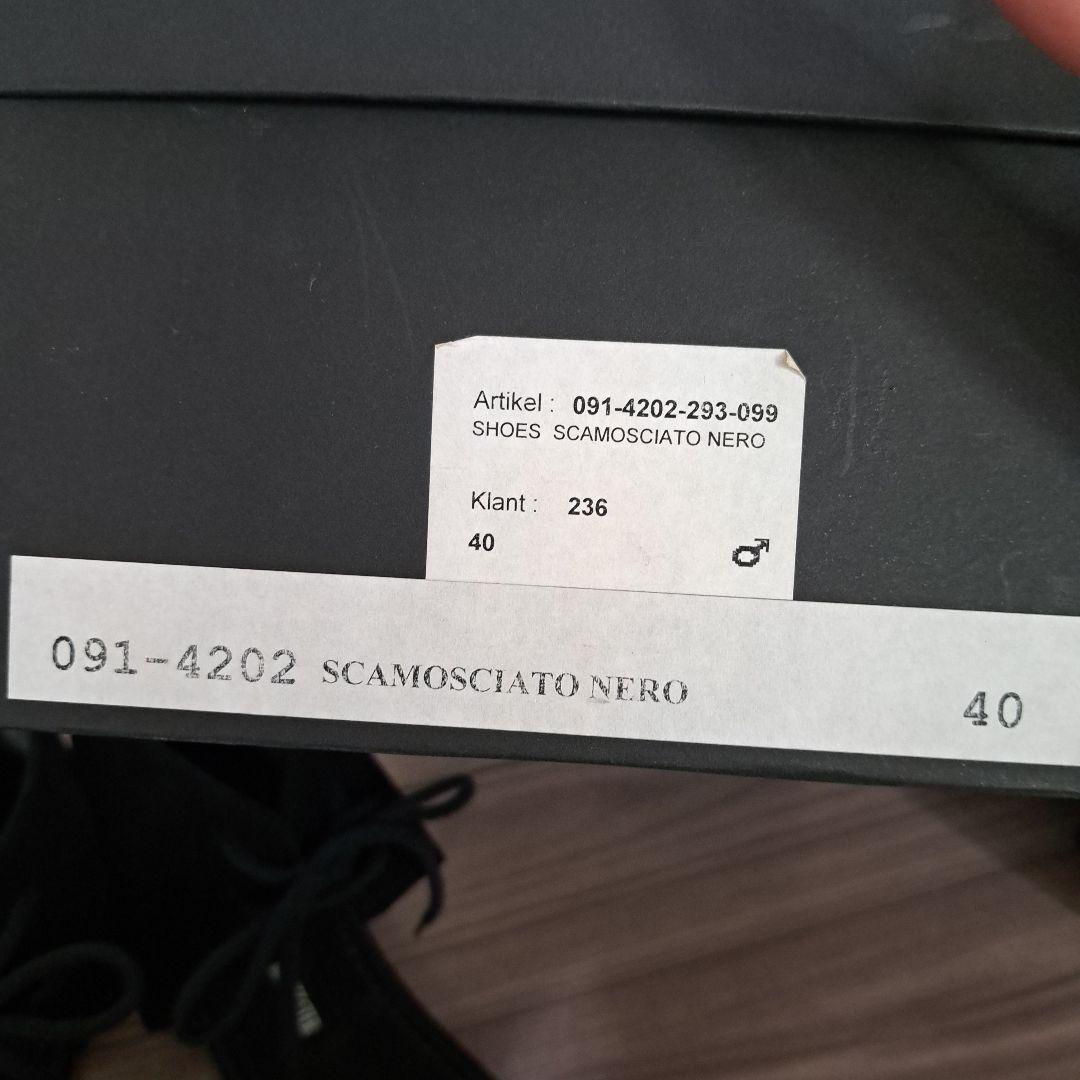 Artikel : 091-4202-293-099
SHOES SCAMOSCIATO NERO
Klant : 236
40
091-4202 SCAMOSCIATO NERO 40